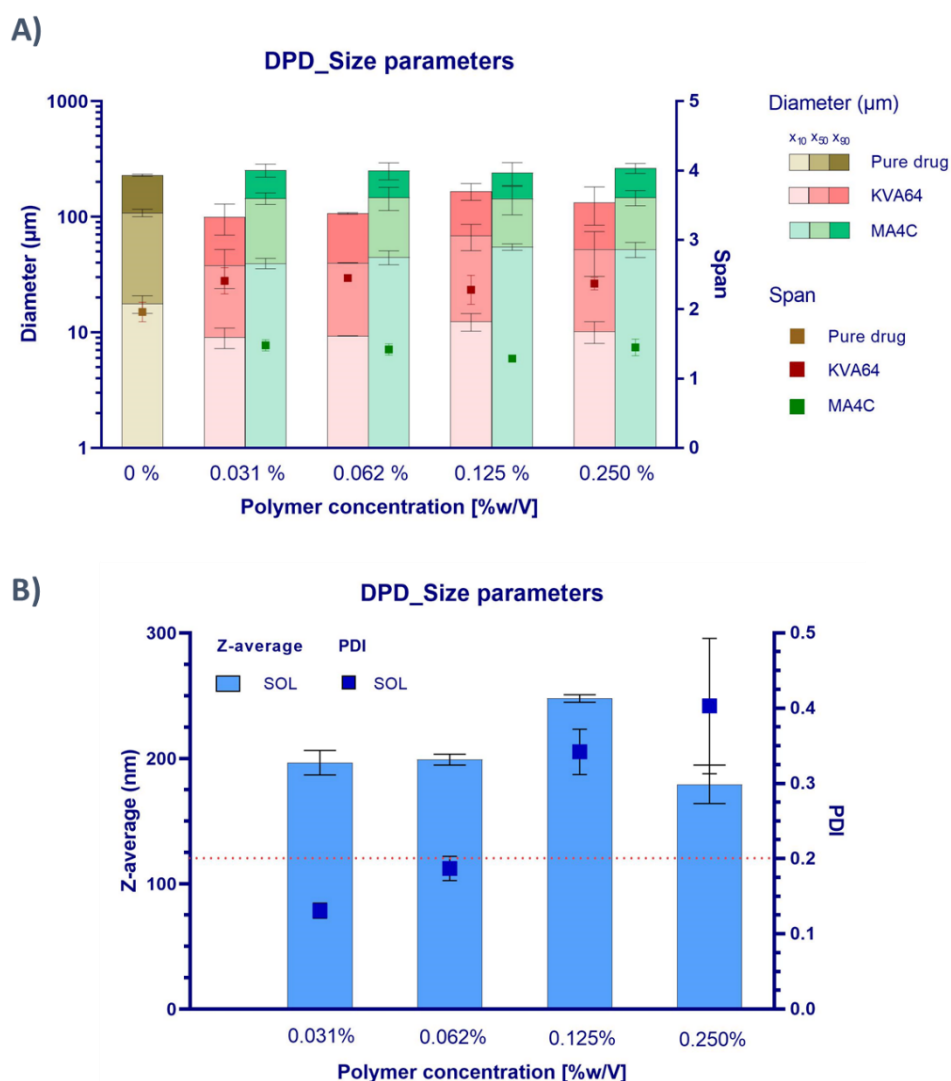 A)
DPD_Size parameters
1000
100
10
1
Diameter (µm)
5
4
3
2
1
0
Span
0 %
0.031 %
0.062 %
0.125 %
0.250 %
Polymer concentration [%w/V]
Diameter (µm)
x10 x50 x90
Pure drug
KVA64
MA4C
Span
Pure drug
KVA64
MA4C
B)
DPD_Size parameters
300
200
100
0
Z-average (nm)
Z-average PDI
SOL SOL
0.5
0.4
0.3
0.2
0.1
0.0
PDI
0.031%
0.062%
0.125%
0.250%
Polymer concentration [%w/V]